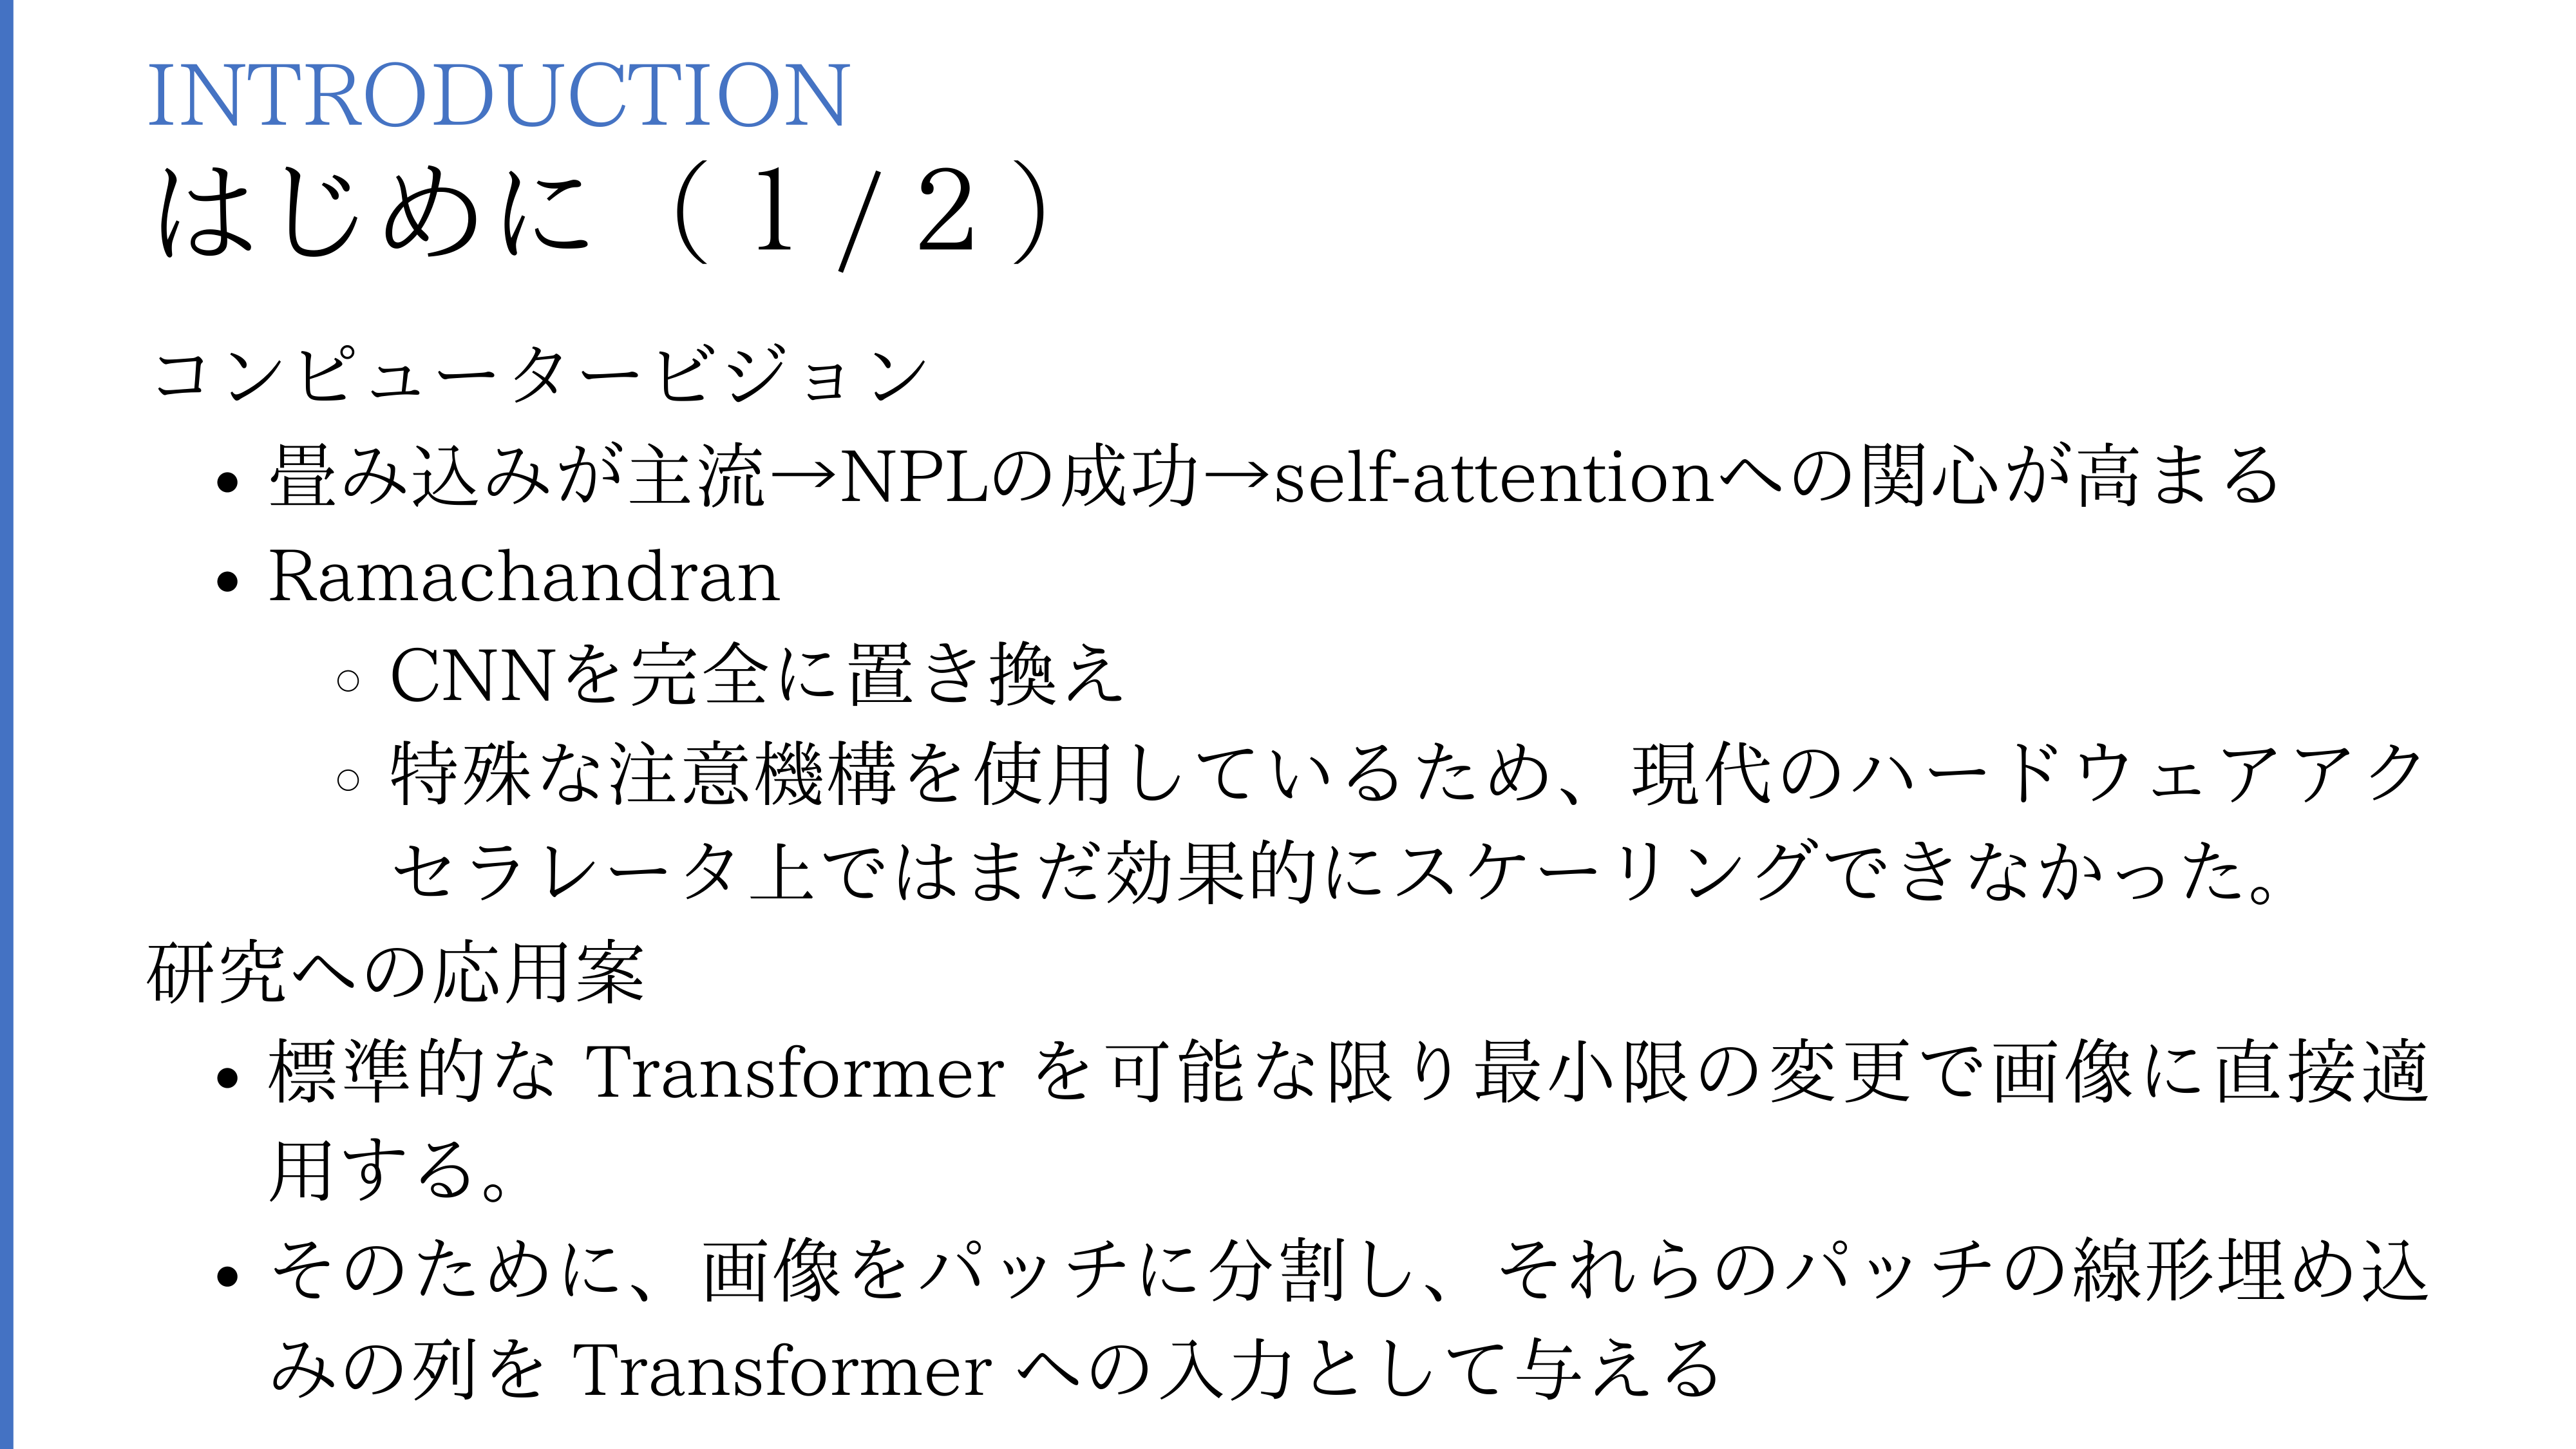 INTRODUCTION
はじめに（１/２）
コンピュータービジョン
• 畳み込みが主流→NPLの成功→self-attentionへの関心が高まる
• Ramachandran
○ CNNを完全に置き換え
○ 特殊な注意機構を使用しているため、現代のハードウェアアク
セラレータ上ではまだ効果的にスケーリングできなかった。
研究への応用案
• 標準的な Transformer を可能な限り最小限の変更で画像に直接適
用する。
• そのために、画像をパッチに分割し、それらのパッチの線形埋め込
みの列を Transformer への入力として与える